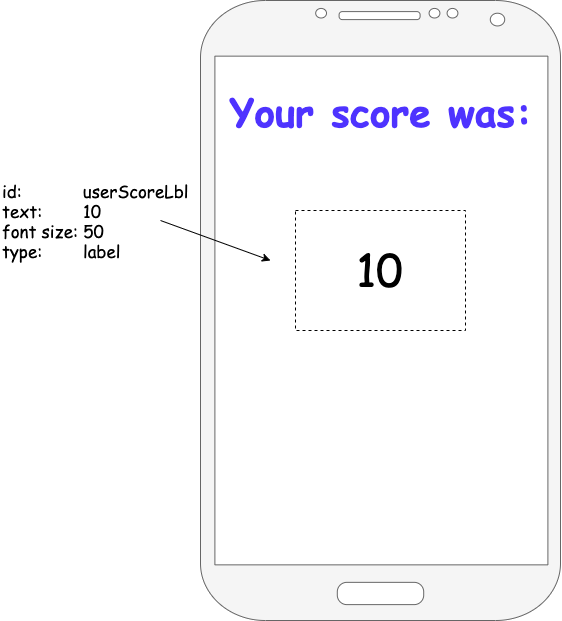 Your score was:
id: userScoreLbl
text: 10
font size: 50
type: label
10